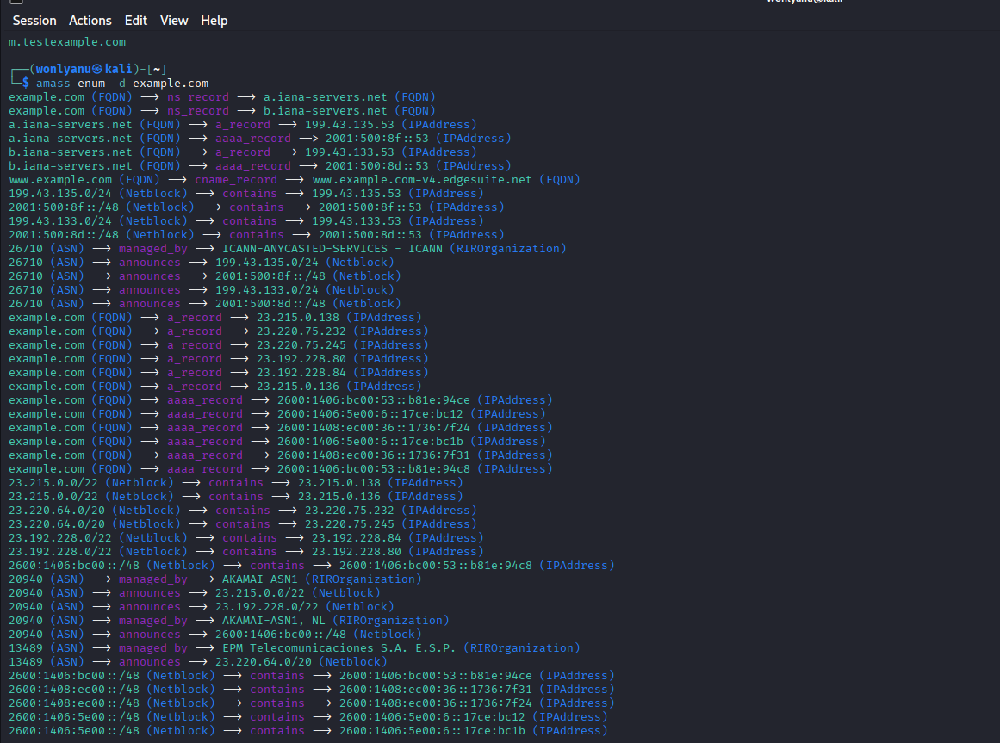 wonlyanu@kali
Session Actions Edit View Help
m.testexample.com
┌──(wonlyanu㉿kali)-[~]
└─$ amass enum -d example.com
example.com (FQDN) ⟶ ns_record ⟶ a.iana-servers.net (FQDN)
example.com (FQDN) ⟶ ns_record ⟶ b.iana-servers.net (FQDN)
a.iana-servers.net (FQDN) ⟶ a_record ⟶ 199.43.135.53 (IPAddress)
a.iana-servers.net (FQDN) ⟶ aaaa_record ⟶ 2001:500:8f::53 (IPAddress)
b.iana-servers.net (FQDN) ⟶ a_record ⟶ 199.43.133.53 (IPAddress)
b.iana-servers.net (FQDN) ⟶ aaaa_record ⟶ 2001:500:8d::53 (IPAddress)
www.example.com (FQDN) ⟶ cname_record ⟶ www.example.com-v4.edgesuite.net (FQDN)
199.43.135.0/24 (Netblock) ⟶ contains ⟶ 199.43.135.53 (IPAddress)
2001:500:8f::/48 (Netblock) ⟶ contains ⟶ 2001:500:8f::53 (IPAddress)
199.43.133.0/24 (Netblock) ⟶ contains ⟶ 199.43.133.53 (IPAddress)
2001:500:8d::/48 (Netblock) ⟶ contains ⟶ 2001:500:8d::53 (IPAddress)
26710 (ASN) ⟶ managed_by ⟶ ICANN-ANYCASTED-SERVICES - ICANN (RIROrganization)
26710 (ASN) ⟶ announces ⟶ 199.43.135.0/24 (Netblock)
26710 (ASN) ⟶ announces ⟶ 2001:500:8f::/48 (Netblock)
26710 (ASN) ⟶ announces ⟶ 199.43.133.0/24 (Netblock)
26710 (ASN) ⟶ announces ⟶ 2001:500:8d::/48 (Netblock)
example.com (FQDN) ⟶ a_record ⟶ 23.215.0.138 (IPAddress)
example.com (FQDN) ⟶ a_record ⟶ 23.220.75.232 (IPAddress)
example.com (FQDN) ⟶ a_record ⟶ 23.220.75.245 (IPAddress)
example.com (FQDN) ⟶ a_record ⟶ 23.192.228.80 (IPAddress)
example.com (FQDN) ⟶ a_record ⟶ 23.192.228.84 (IPAddress)
example.com (FQDN) ⟶ a_record ⟶ 23.215.0.136 (IPAddress)
example.com (FQDN) ⟶ aaaa_record ⟶ 2600:1406:bc00:53::b81e:94ce (IPAddress)
example.com (FQDN) ⟶ aaaa_record ⟶ 2600:1406:5e00:6::17ce:bc12 (IPAddress)
example.com (FQDN) ⟶ aaaa_record ⟶ 2600:1408:ec00:36::1736:7f24 (IPAddress)
example.com (FQDN) ⟶ aaaa_record ⟶ 2600:1406:5e00:6::17ce:bc1b (IPAddress)
example.com (FQDN) ⟶ aaaa_record ⟶ 2600:1408:ec00:36::1736:7f31 (IPAddress)
example.com (FQDN) ⟶ aaaa_record ⟶ 2600:1406:bc00:53::b81e:94c8 (IPAddress)
23.215.0.0/22 (Netblock) ⟶ contains ⟶ 23.215.0.138 (IPAddress)
23.215.0.0/22 (Netblock) ⟶ contains ⟶ 23.215.0.136 (IPAddress)
23.220.64.0/20 (Netblock) ⟶ contains ⟶ 23.220.75.232 (IPAddress)
23.220.64.0/20 (Netblock) ⟶ contains ⟶ 23.220.75.245 (IPAddress)
23.192.228.0/22 (Netblock) ⟶ contains ⟶ 23.192.228.84 (IPAddress)
23.192.228.0/22 (Netblock) ⟶ contains ⟶ 23.192.228.80 (IPAddress)
2600:1406:bc00::/48 (Netblock) ⟶ contains ⟶ 2600:1406:bc00:53::b81e:94c8 (IPAddress)
20940 (ASN) ⟶ managed_by ⟶ AKAMAI-ASN1 (RIROrganization)
20940 (ASN) ⟶ announces ⟶ 23.215.0.0/22 (Netblock)
20940 (ASN) ⟶ announces ⟶ 23.192.228.0/22 (Netblock)
20940 (ASN) ⟶ managed_by ⟶ AKAMAI-ASN1, NL (RIROrganization)
20940 (ASN) ⟶ announces ⟶ 2600:1406:bc00::/48 (Netblock)
13489 (ASN) ⟶ managed_by ⟶ EPM Telecomunicaciones S.A. E.S.P. (RIROrganization)
13489 (ASN) ⟶ announces ⟶ 23.220.64.0/20 (Netblock)
2600:1406:bc00::/48 (Netblock) ⟶ contains ⟶ 2600:1406:bc00:53::b81e:94ce (IPAddress)
2600:1408:ec00::/48 (Netblock) ⟶ contains ⟶ 2600:1408:ec00:36::1736:7f31 (IPAddress)
2600:1408:ec00::/48 (Netblock) ⟶ contains ⟶ 2600:1408:ec00:36::1736:7f24 (IPAddress)
2600:1406:5e00::/48 (Netblock) ⟶ contains ⟶ 2600:1406:5e00:6::17ce:bc12 (IPAddress)
2600:1406:5e00::/48 (Netblock) ⟶ contains ⟶ 2600:1406:5e00:6::17ce:bc1b (IPAddress)